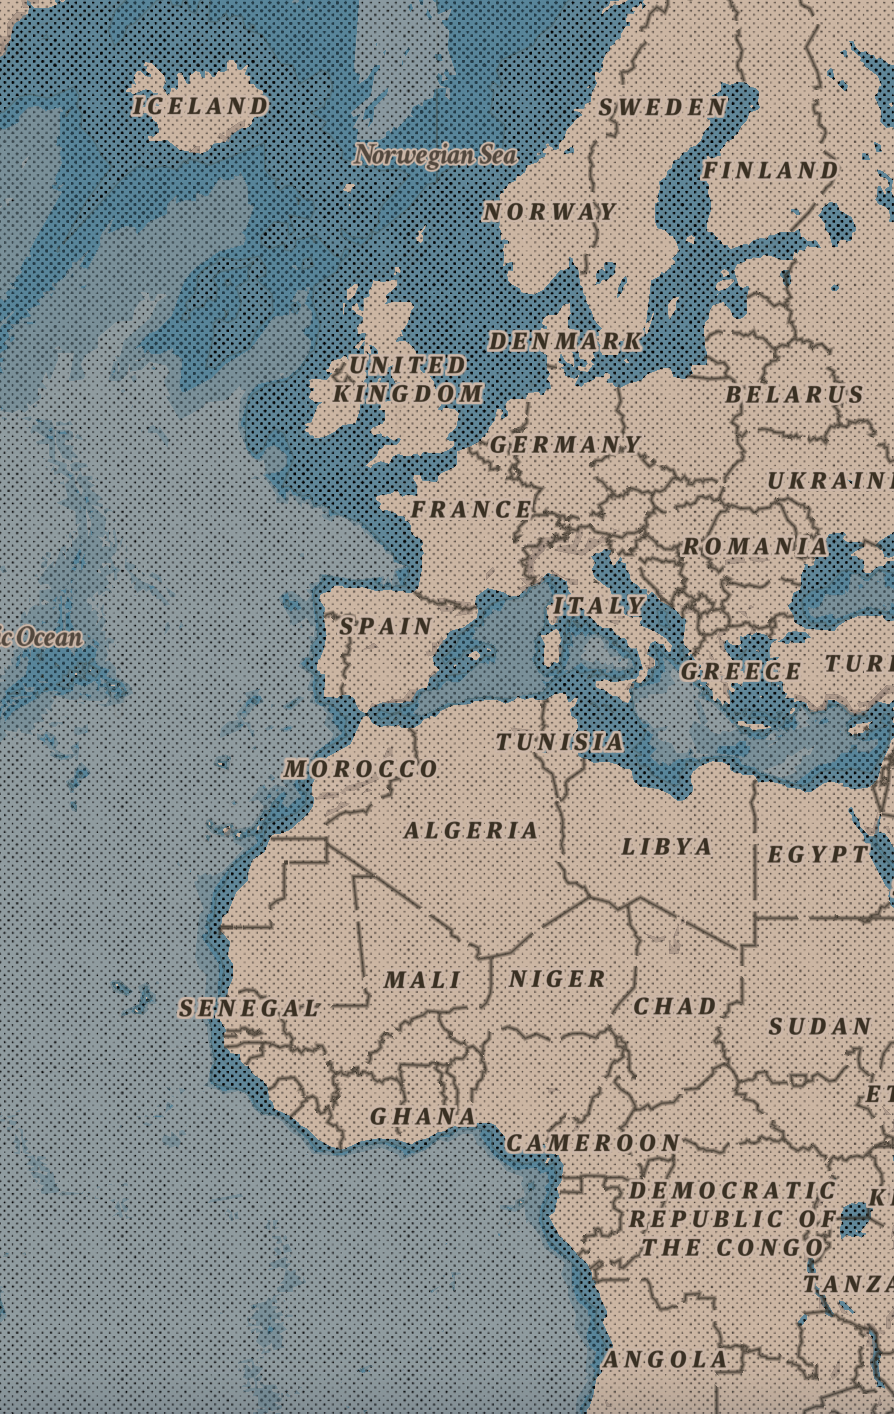 ICELAND
SWEDEN
Norwegian Sea
FINLAND
NORWAY
DENMARK
UNITED
KINGDOM
BELARUS
GERMANY
UKRAIN
FRANCE
ROMANIA
ITALY
SPAIN
c Ocean
GREECE
TUR
TUNISIA
MOROCCO
ALGERIA
LIBYA
EGYPT
MALI
NIGER
SENEGAL
CHAD
SUDAN
ET
GHANA
CAMEROON
DEMOCRATIC
REPUBLIC OF
THE CONGO
KE
TANZA
ANGOLA